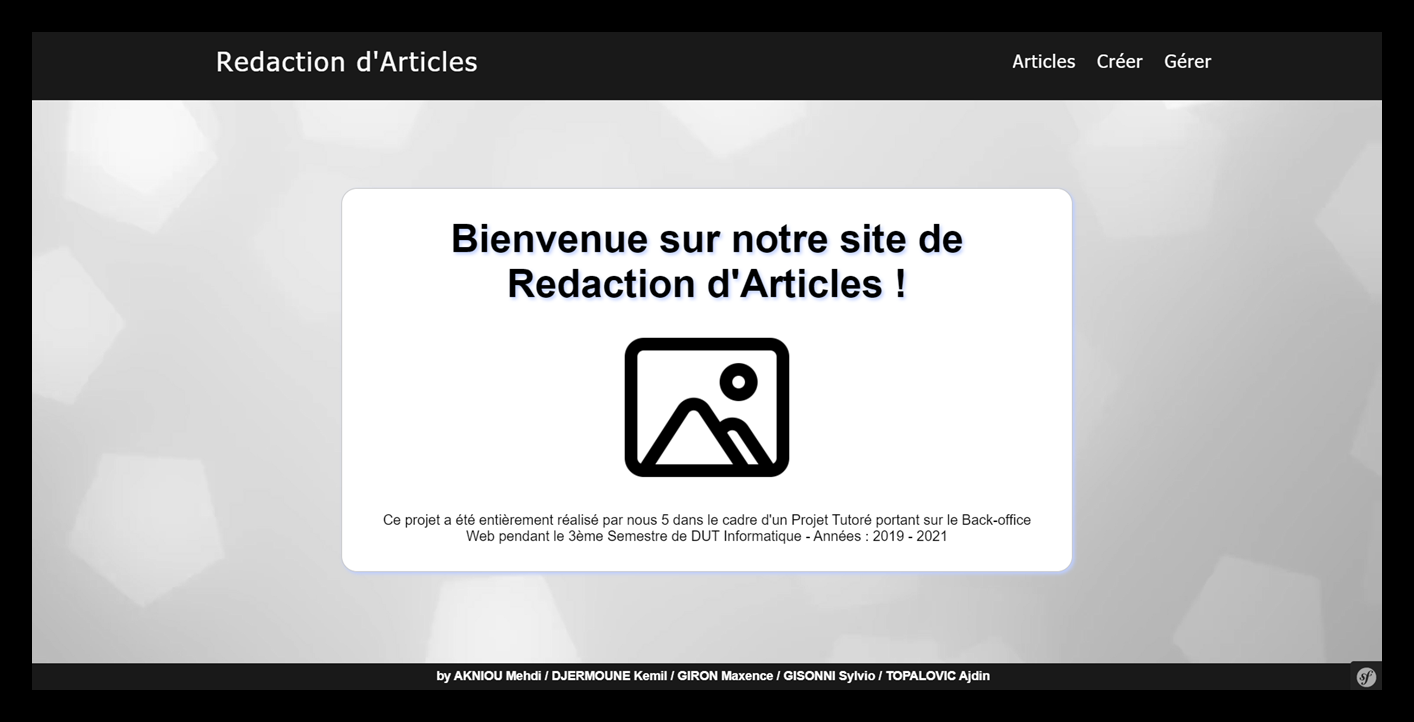 Redaction d'Articles
Articles Créer Gérer
Bienvenue sur notre site de
Redaction d'Articles !
Ce projet a été entièrement réalisé par nous 5 dans le cadre d'un Projet Tutoré portant sur le Back-office
Web pendant le 3ème Semestre de DUT Informatique - Années : 2019 - 2021
by AKNIOU Mehdi / DJERMOUNE Kemil / GIRON Maxence / GISONNI Sylvio / TOPALOVIC Ajdin
sf